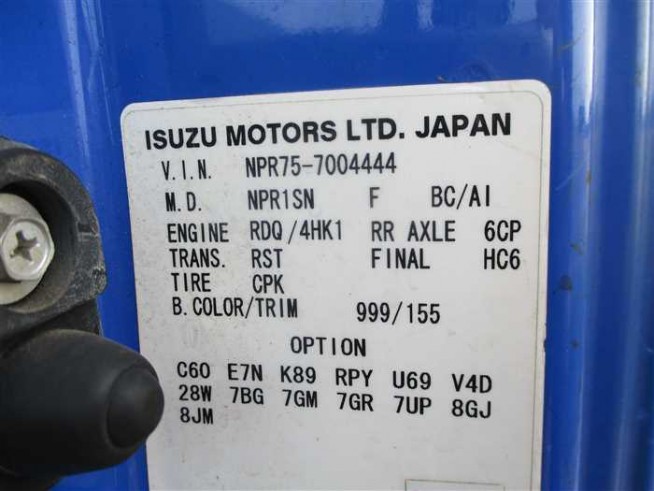 ISUZU MOTORS LTD. JAPAN
V.I.N. NPR75-7004444
M.D. NPR1SN F BC/AI
ENGINE RDQ/4HK1 RR AXLE 6CP
TRANS. RST FINAL HC6
TIRE CPK
B.COLOR/TRIM 999/155
OPTION
C60 E7N K89 RPY U69 V4D
28W 7BG 7GM 7GR 7UP 8GJ
8JM